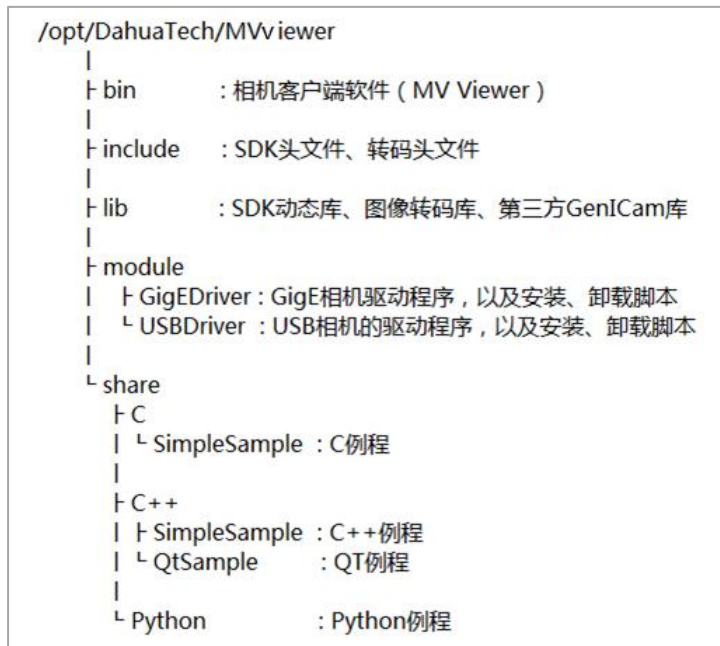 /opt/DahuaTech/MVviewer
|
├ bin : 相机客户端软件（MV Viewer）
|
├ include : SDK头文件、转码头文件
|
├ lib : SDK动态库、图像转码库、第三方GenICam库
|
├ module
| ├ GigEDriver : GigE相机驱动程序，以及安装、卸载脚本
| └ USBDriver : USB相机的驱动程序，以及安装、卸载脚本
|
└ share
├ C
| └ SimpleSample : C例程
|
├ C++
| ├ SimpleSample : C++例程
| └ QtSample : QT例程
|
└ Python : Python例程